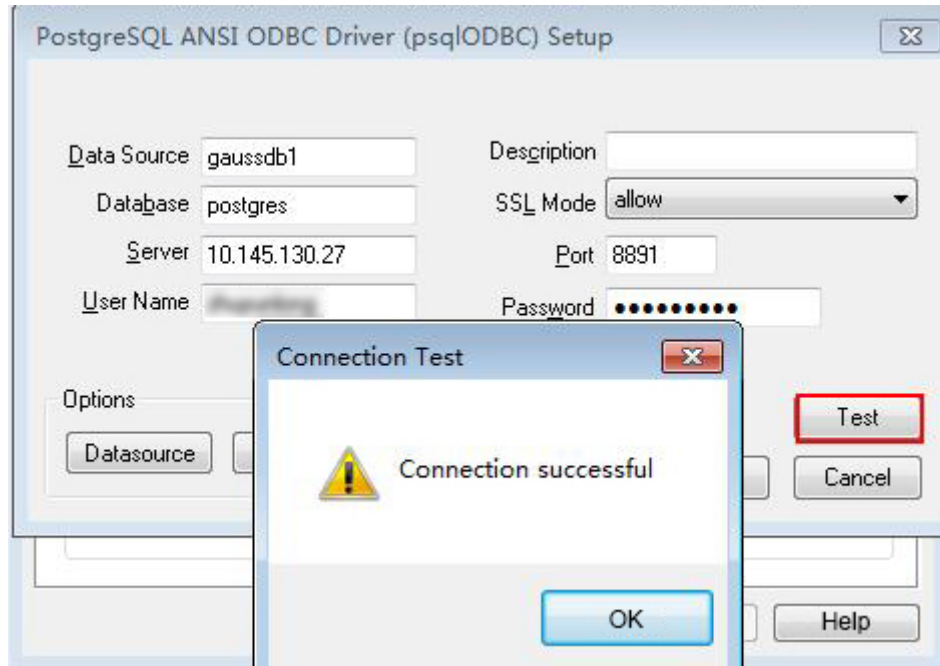 PostgreSQL ANSI ODBC Driver (psqlODBC) Setup
Data Source gaussdb1
Description
Database postgres
SSL Mode allow
Server 10.145.130.27
Port 8891
User Name
Password •••••••••
Connection Test
Connection successful
OK
Options
Datasource
Test
Cancel
Help